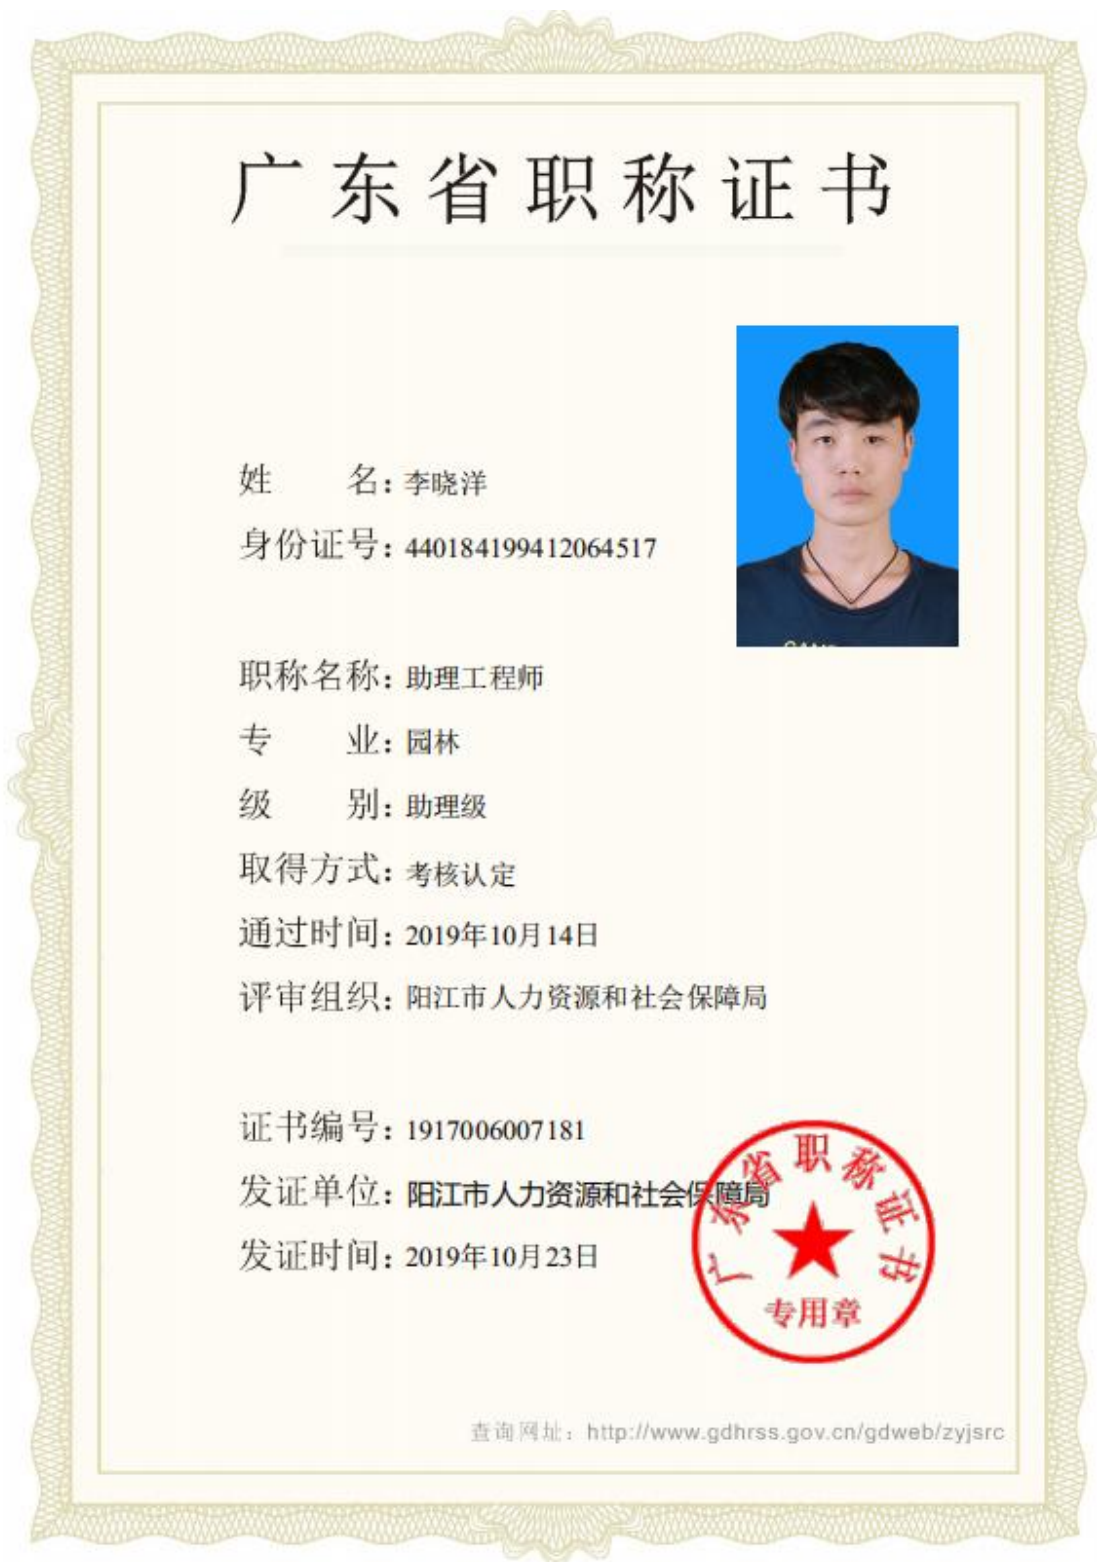 广东省职称证书
姓 名：李晓洋
身份证号：440184199412064517
职称名称：助理工程师
专 业：园林
级 别：助理级
取得方式：考核认定
通过时间：2019年10月14日
评审组织：阳江市人力资源和社会保障局
证书编号：1917006007181
发证单位：阳江市人力资源和社会保障局
发证时间：2019年10月23日
广东省职称证书
专用章
查询网址：http://www.gdhrss.gov.cn/gdweb/zyjsrc